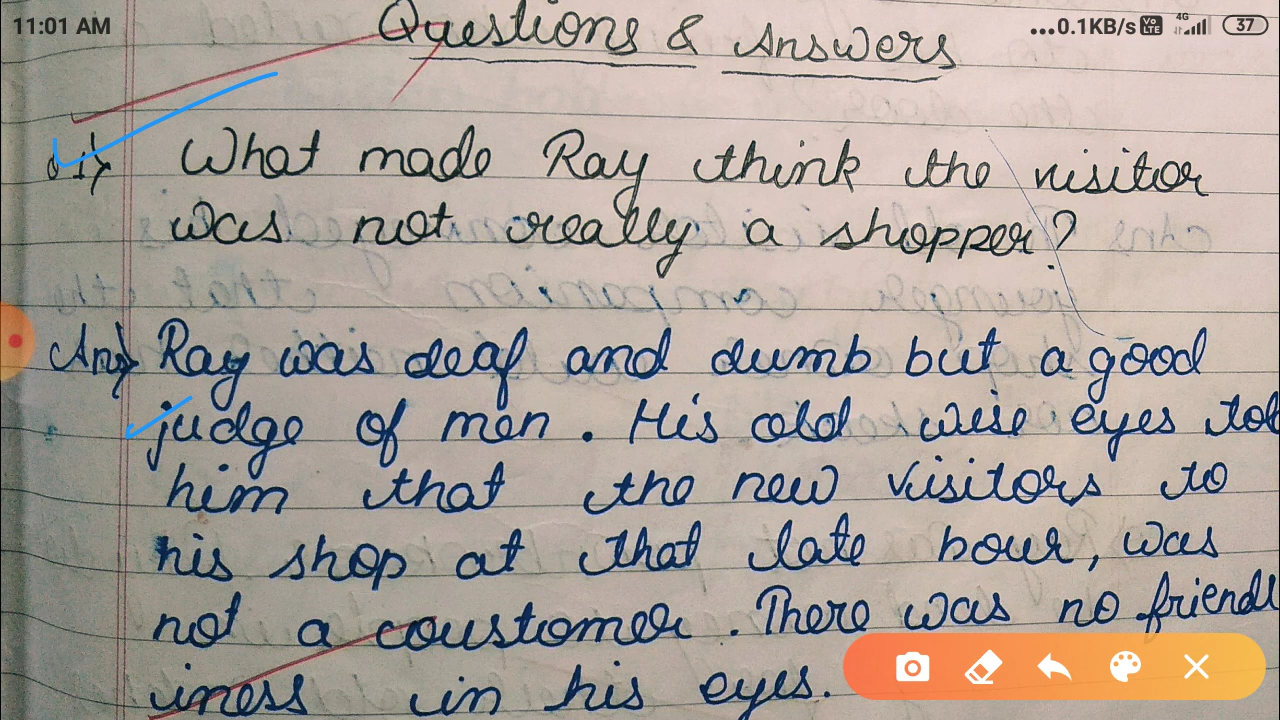 11:01 AM
...0.1KB/s Vo LTE 4G 37
Questions & Answers
Q 1) What made Ray think the visitor
was not really a shopper?
Ans) Ray was deaf and dumb but a good
judge of men. His old wise eyes tol
him that the new visitors to
his shop at that late hour, was
not a coustomer. There was no friendl
iness in his eyes.